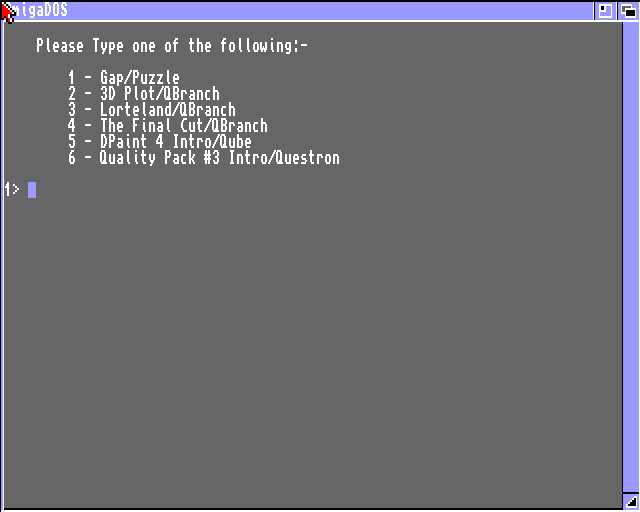 AmigaDOS
Please Type one of the following:-
1 - Gap/Puzzle
2 - 3D Plot/QBranch
3 - Lorteland/QBranch
4 - The Final Cut/QBranch
5 - DPaint 4 Intro/Qube
6 - Quality Pack #3 Intro/Questron
1>